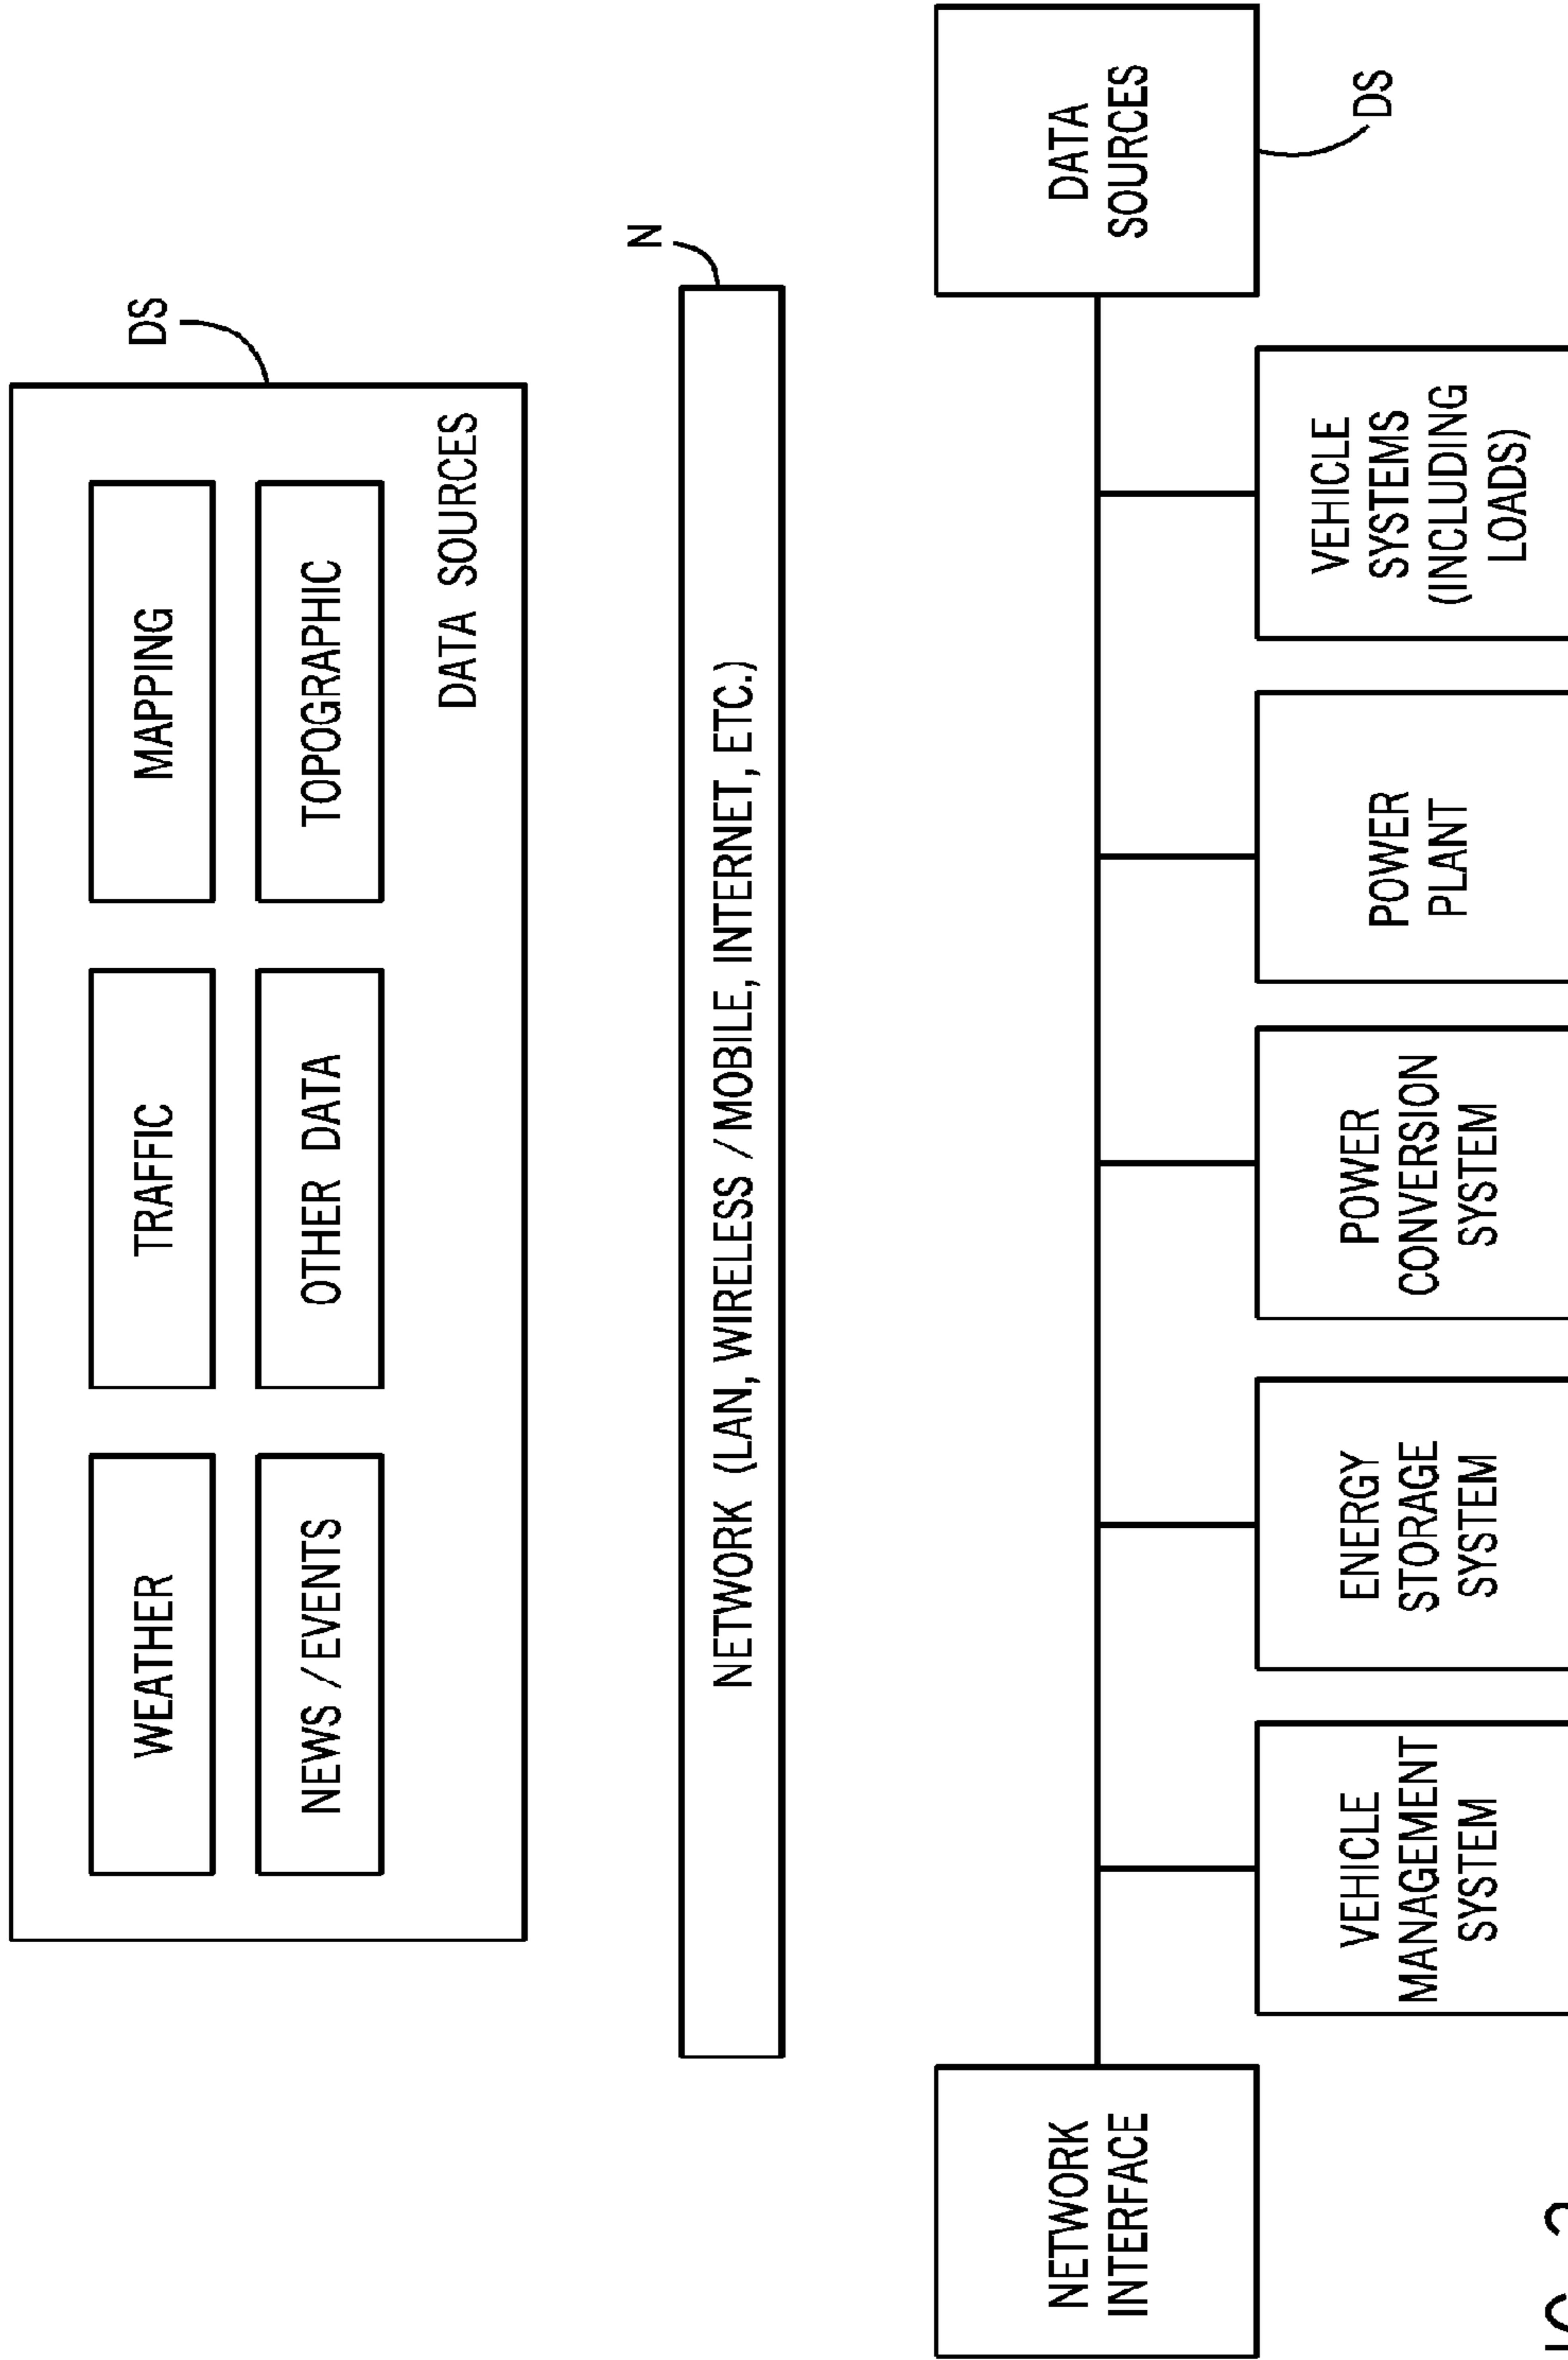 DS
WEATHER
TRAFFIC
MAPPING
NEWS / EVENTS
OTHER DATA
TOPOGRAPHIC
DATA SOURCES
N
NETWORK (LAN, WIRELESS / MOBILE, INTERNET, ETC.)
NETWORK
INTERFACE
DATA
SOURCES
DS
VEHICLE
MANAGEMENT
SYSTEM
ENERGY
STORAGE
SYSTEM
POWER
CONVERSION
SYSTEM
POWER
PLANT
VEHICLE
SYSTEMS
(INCLUDING
LOADS)